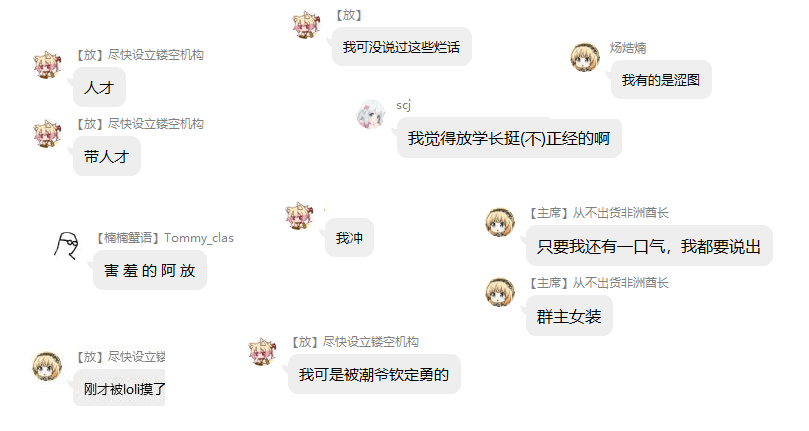 【放】
我可没说过这些烂话
【放】尽快设立镂空机构
人才
炀焅煵
我有的是涩图
scj
我觉得放学长挺(不)正经的啊
【放】尽快设立镂空机构
带人才
我冲
【主席】从不出货非洲酋长
只要我还有一口气，我都要说出
【楠楠蟹语】Tommy_clas
害 羞 的 阿 放
【主席】从不出货非洲酋长
群主女装
【放】尽快设立镂空机构
我可是被潮爷钦定勇的
【放】尽快设立镂
刚才被loli摸了